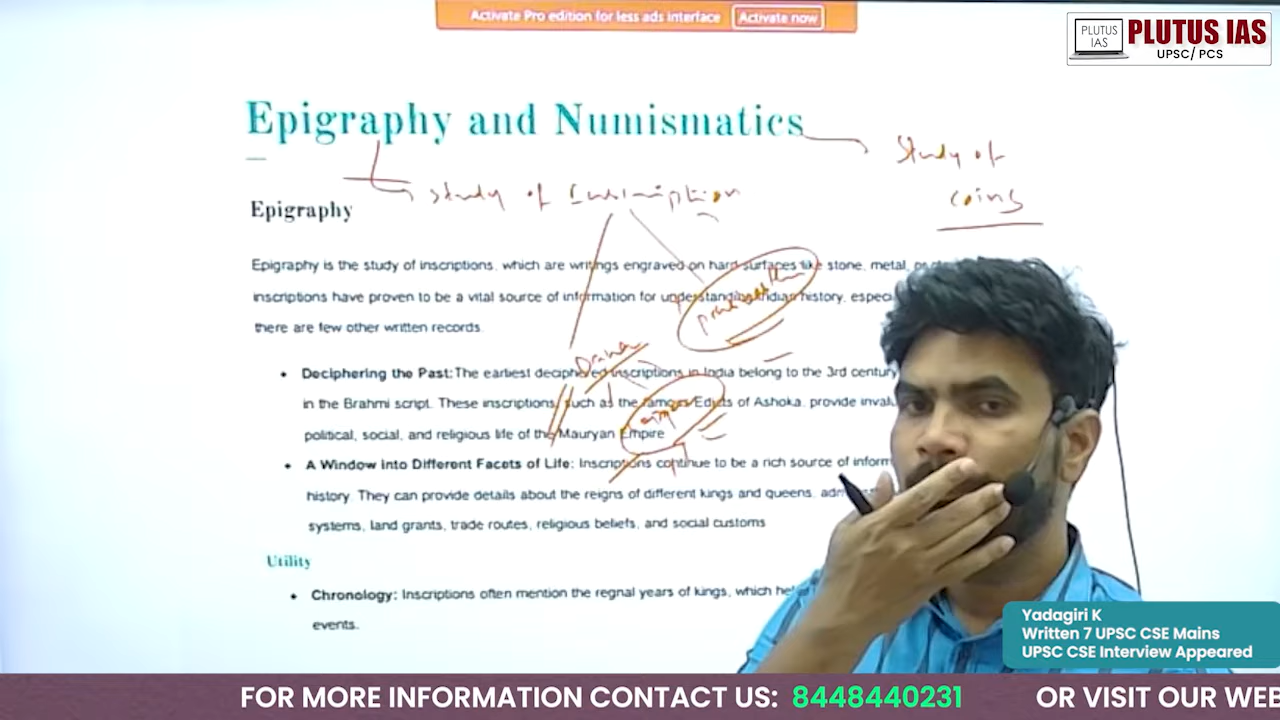 Activate Pro edition for less ads interface Activate now
PLUTUS IAS
PLUTUS IAS
UPSC/ PCS
Epigraphy and Numismatics
Study of
coins
study of Inscription
Epigraphy
Epigraphy is the study of inscriptions, which are writings engraved on hard surfaces like stone, metal,
inscriptions have proven to be a vital source of information for understanding Indian history,
there are few other written records.
• Deciphering the Past: The earliest deciphered inscriptions in India belong to the 3rd century
in the Brahmi script. These inscriptions, such as the famous Edicts of Ashoka, provide
political, social, and religious life of the Mauryan Empire
• A Window into Different Facets of Life: Inscriptions continue to be a rich source of
history. They can provide details about the reigns of different kings and queens,
systems, land grants, trade routes, religious beliefs, and social customs
Utility
• Chronology: Inscriptions often mention the regnal years of kings, which
events.
Yadagiri K
Written 7 UPSC CSE Mains
UPSC CSE Interview Appeared
FOR MORE INFORMATION CONTACT US: 8448440231 OR VISIT OUR WEB